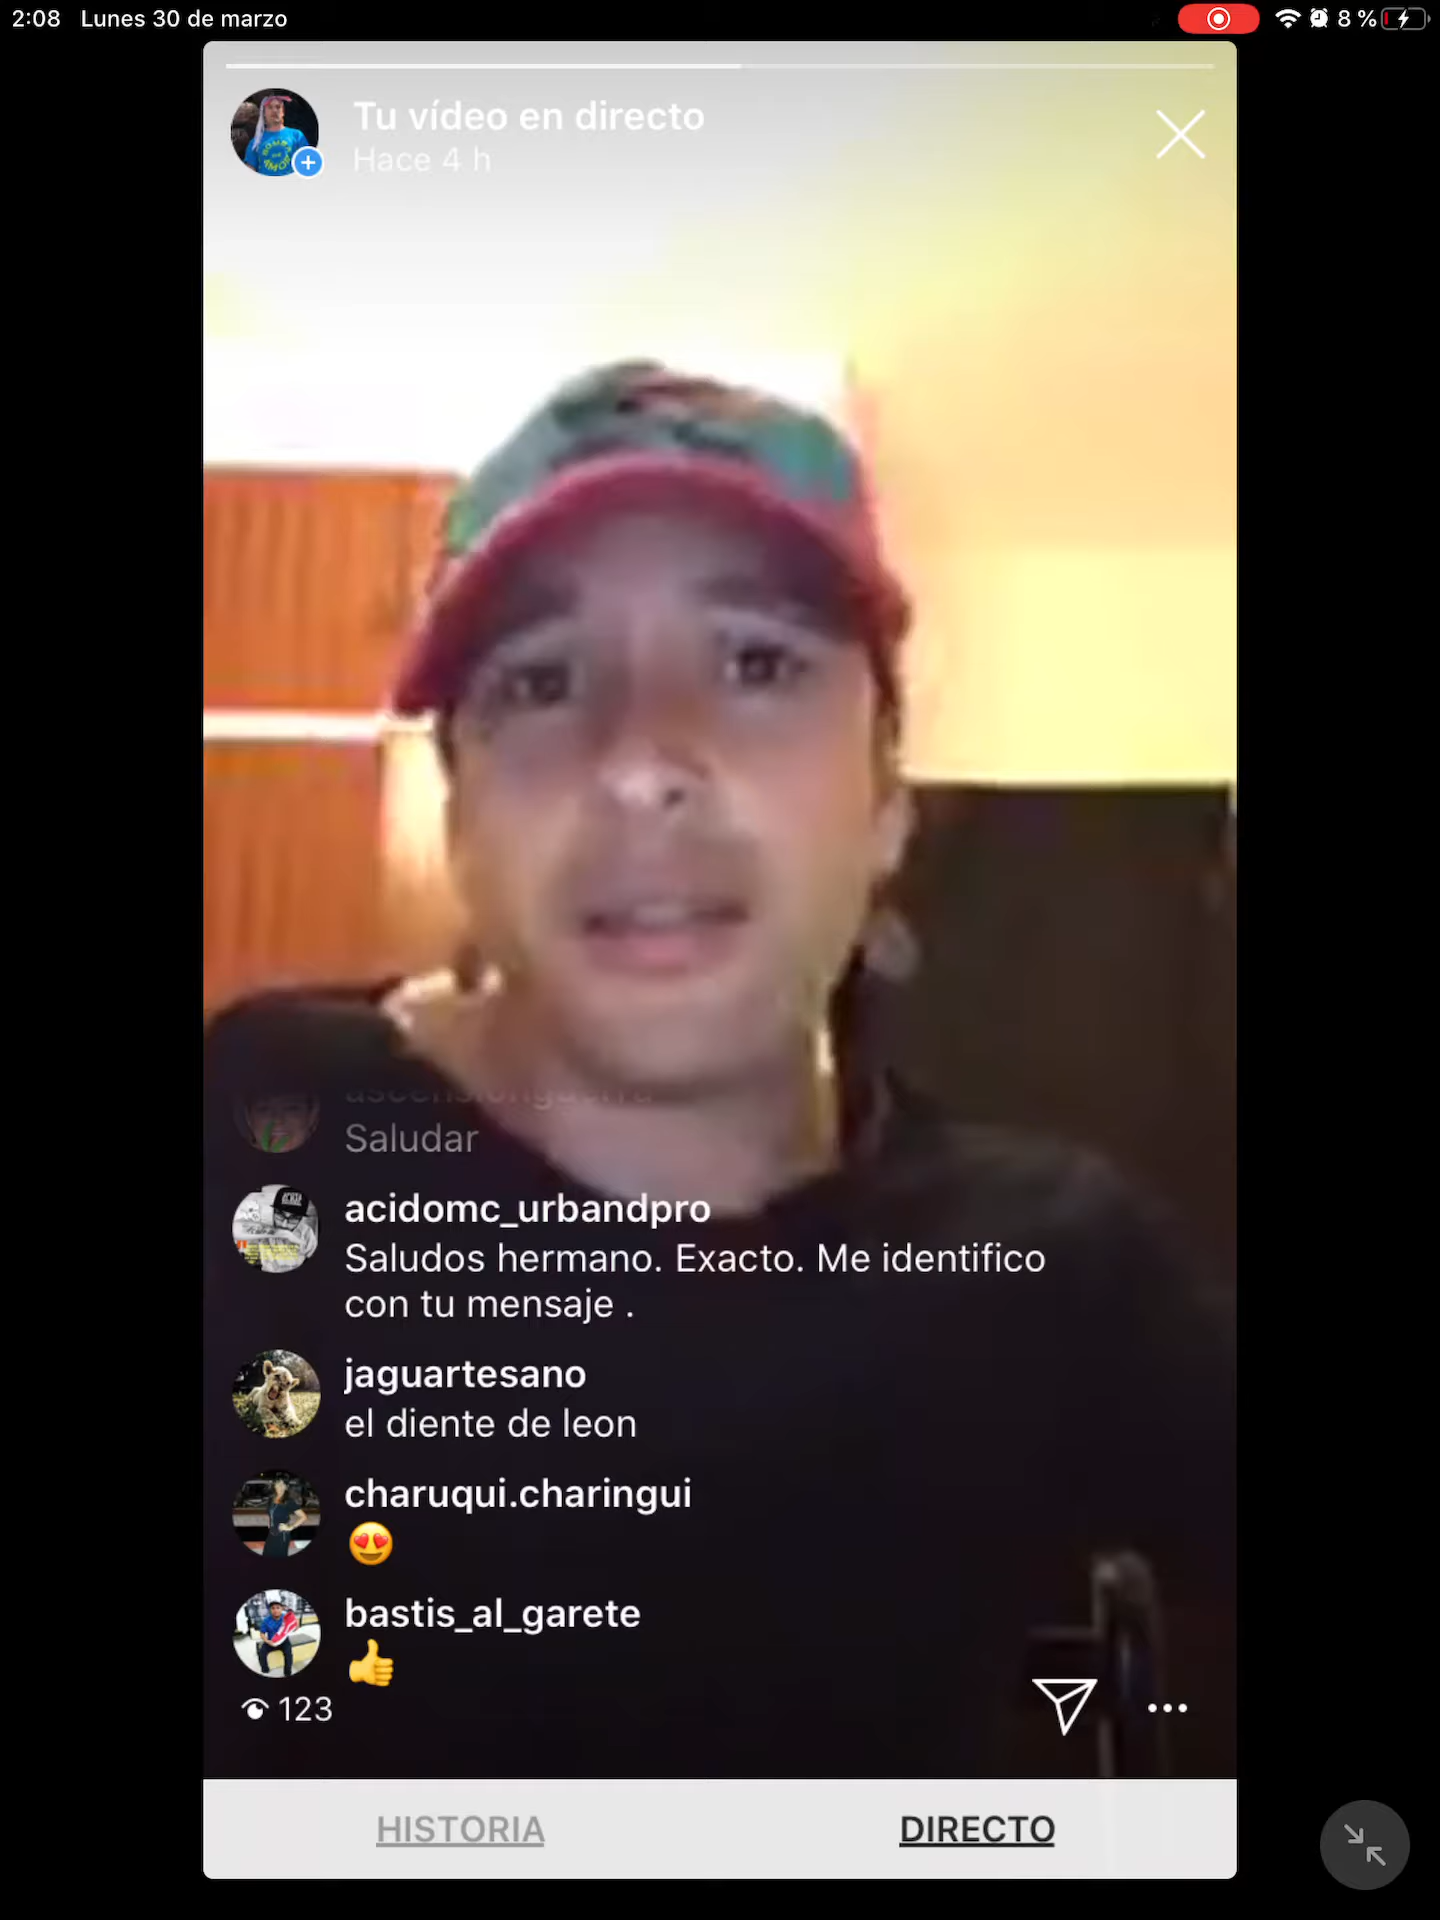 2:08 Lunes 30 de marzo
8 %
Tu vídeo en directo
Hace 4 h
ascensionguerra
Saludar
acidomc_urbandpro
Saludos hermano. Exacto. Me identifico
con tu mensaje .
jaguartesano
el diente de leon
charuqui.charingui
😍
bastis_al_garete
👍
123
HISTORIA
DIRECTO